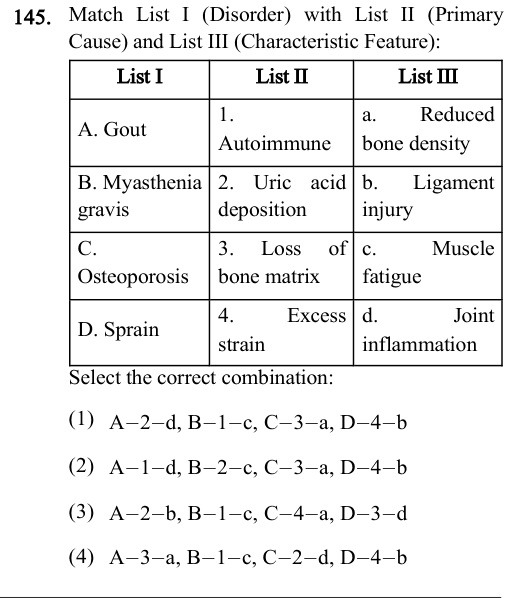 145. Match List I (Disorder) with List II (Primary
Cause) and List III (Characteristic Feature):
List I List II List III
A. Gout 1. Autoimmune a. Reduced bone density
B. Myasthenia gravis 2. Uric acid deposition b. Ligament injury
C. Osteoporosis 3. Loss of bone matrix c. Muscle fatigue
D. Sprain 4. Excess strain d. Joint inflammation
Select the correct combination:
(1) A–2–d, B–1–c, C–3–a, D–4–b
(2) A–1–d, B–2–c, C–3–a, D–4–b
(3) A–2–b, B–1–c, C–4–a, D–3–d
(4) A–3–a, B–1–c, C–2–d, D–4–b